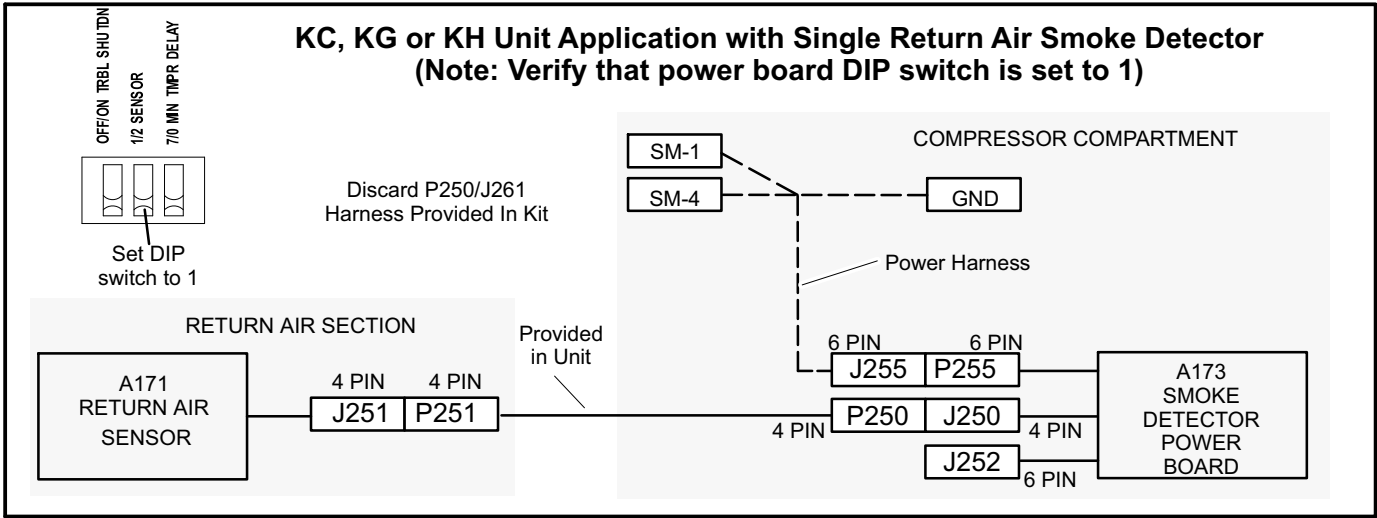 KC, KG or KH Unit Application with Single Return Air Smoke Detector
(Note: Verify that power board DIP switch is set to 1)
OFF/ON TRBL SHUTDN
1/2 SENSOR
7/0 MIN TMPR DELAY
Set DIP
switch to 1
Discard P250/J261
Harness Provided In Kit
COMPRESSOR COMPARTMENT
SM-1
SM-4
GND
Power Harness
RETURN AIR SECTION
Provided
in Unit
A171
RETURN AIR
SENSOR
4 PIN 4 PIN
J251 P251
6 PIN 6 PIN
J255 P255
4 PIN P250 J250 4 PIN
J252 6 PIN
A173
SMOKE
DETECTOR
POWER
BOARD